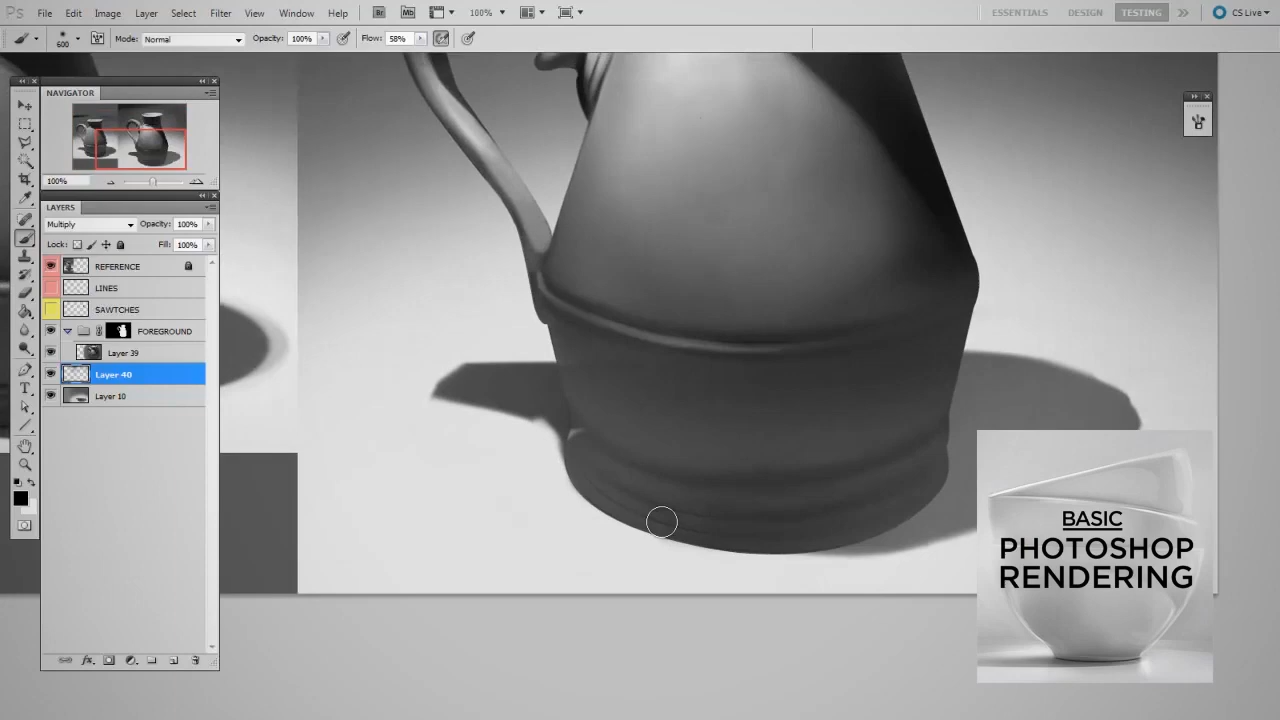 Ps File Edit Image Layer Select Filter View Window Help Br Mb 100% ESSENTIALS DESIGN TESTING CS Live
600 Mode: Normal Opacity: 100% Flow: 58%
NAVIGATOR
100%
LAYERS
Multiply Opacity: 100%
Lock: Fill: 100%
REFERENCE
LINES
SAWTCHES
FOREGROUND
Layer 39
Layer 40
Layer 10
BASIC
PHOTOSHOP
RENDERING